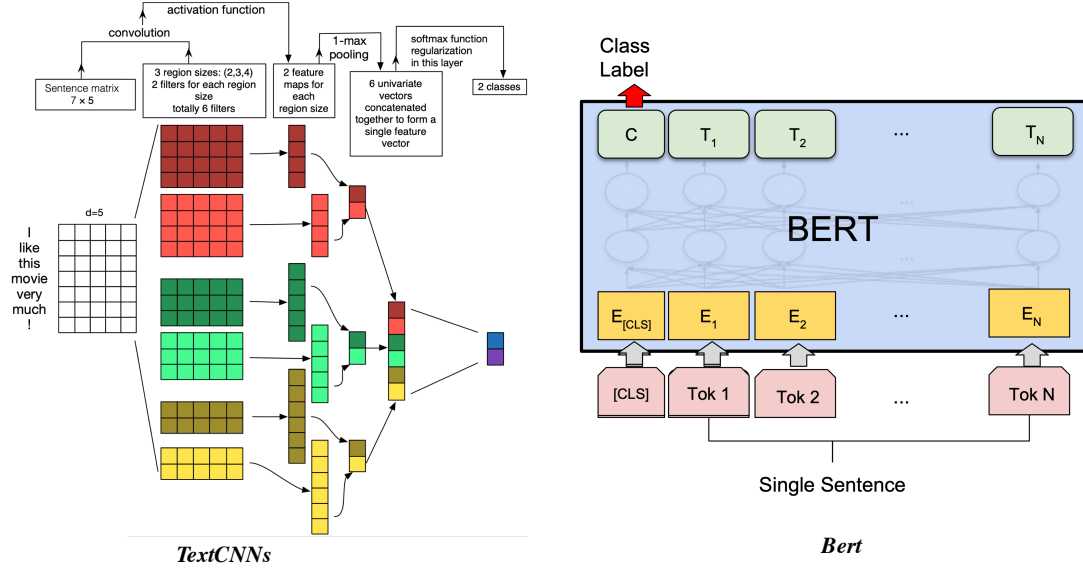 activation function
convolution
1-max
pooling
softmax function
regularization
in this layer
Sentence matrix
7 × 5
3 region sizes: (2,3,4)
2 filters for each region
size
totally 6 filters
2 feature
maps for
each
region size
6 univariate
vectors
concatenated
together to form a
single feature
vector
2 classes
d=5
I
like
this
movie
very
much
!
TextCNNs
Class
Label
C
T1
T2
...
TN
...
BERT
...
E[CLS]
E1
E2
...
EN
[CLS]
Tok 1
Tok 2
...
Tok N
Single Sentence
Bert